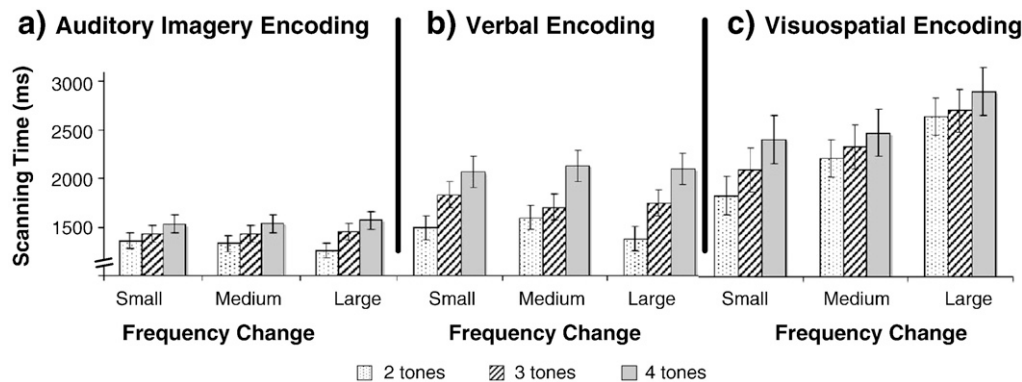 a) Auditory Imagery Encoding
b) Verbal Encoding
c) Visuospatial Encoding
Scanning Time (ms)
3000
2500
2000
1500
Small Medium Large
Small Medium Large
Small Medium Large
Frequency Change
Frequency Change
Frequency Change
2 tones 3 tones 4 tones